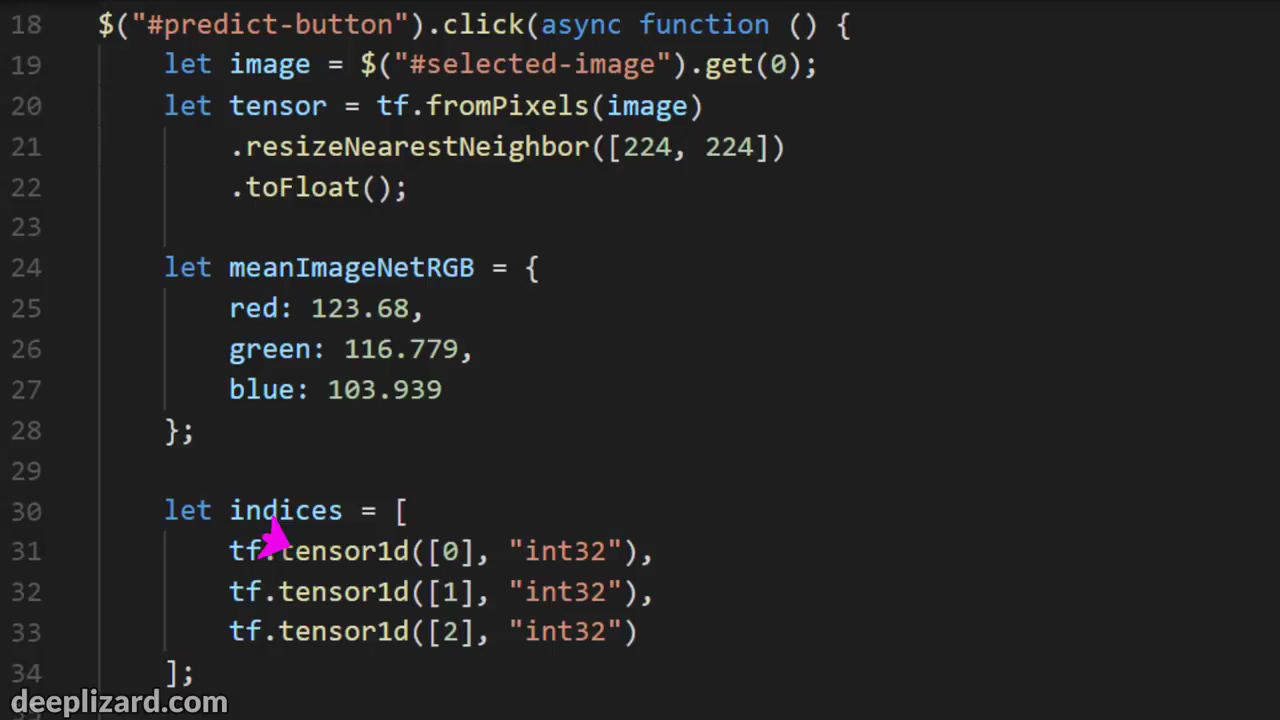 18 $("#predict-button").click(async function () {
19 let image = $("#selected-image").get(0);
20 let tensor = tf.fromPixels(image)
21 .resizeNearestNeighbor([224, 224])
22 .toFloat();
23
24 let meanImageNetRGB = {
25 red: 123.68,
26 green: 116.779,
27 blue: 103.939
28 };
29
30 let indices = [
31 tf.tensor1d([0], "int32"),
32 tf.tensor1d([1], "int32"),
33 tf.tensor1d([2], "int32")
34 ];
deeplizard.com